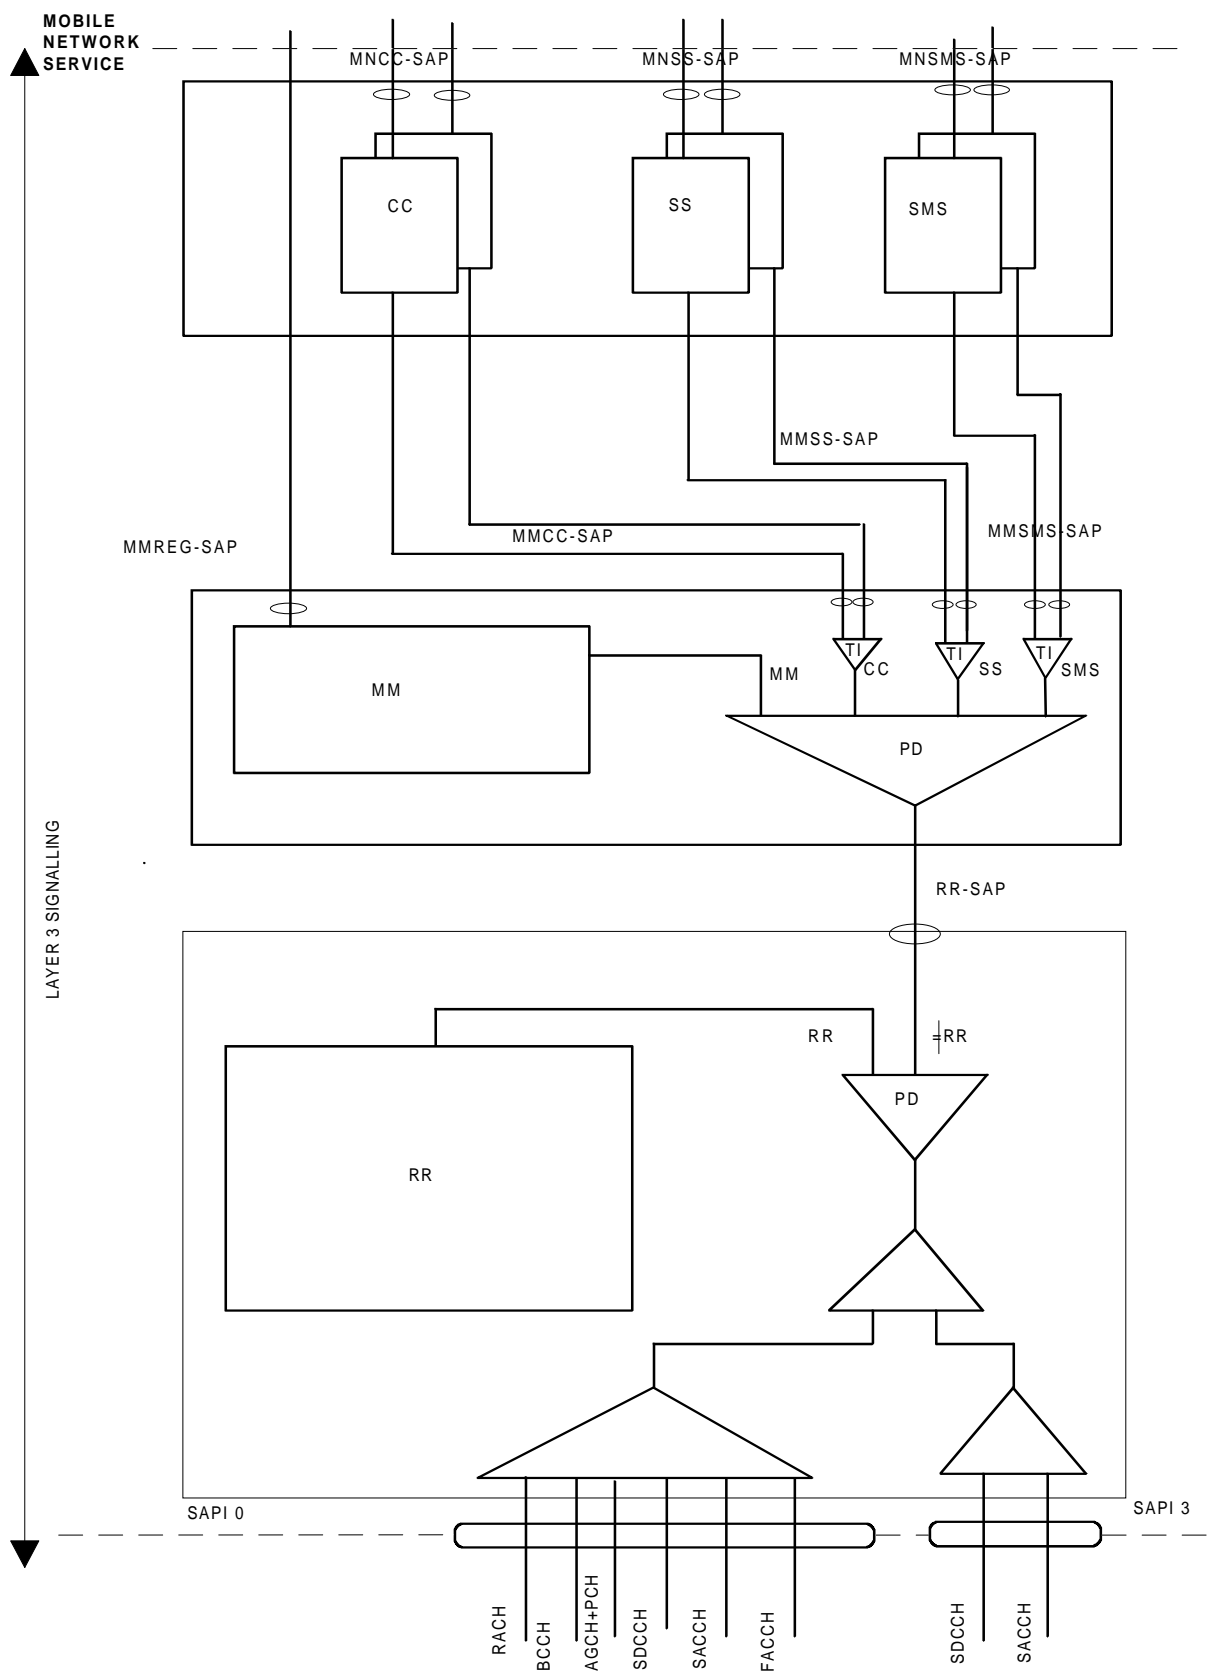 MOBILE
NETWORK
SERVICE
MNCC-SAP
MNSS-SAP
MNSMS-SAP
CC
SS
SMS
MMSS-SAP
MMREG-SAP
MMCC-SAP
MMSMS-SAP
TI
CC
TI
SS
TI
SMS
MM
MM
PD
LAYER 3 SIGNALLING
RR-SAP
RR
≠RR
PD
RR
SAPI 0
SAPI 3
RACH
BCCH
AGCH+PCH
SDCCH
SACCH
FACCH
SDCCH
SACCH